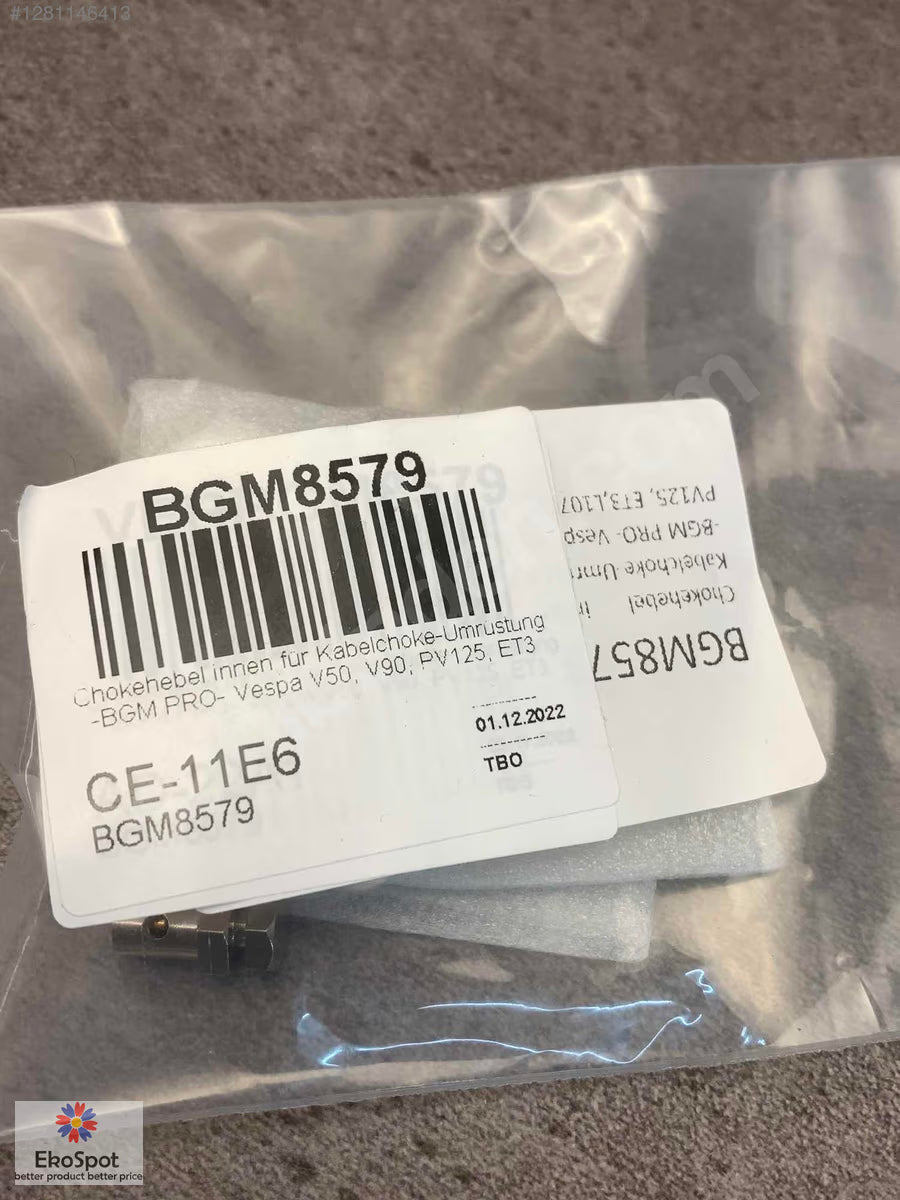 #1281146413
BGM8579
Chokehebel innen für Kabelchoke-Umrüstung
-BGM PRO- Vespa V50, V90, PV125, ET3
01.12.2022
TBO
CE-11E6
BGM8579
BGM857
Chokehebel
Kabelchoke-Umr
-BGM PRO- Vesp
PV125, ET3,L107
EkoSpot
better product better price